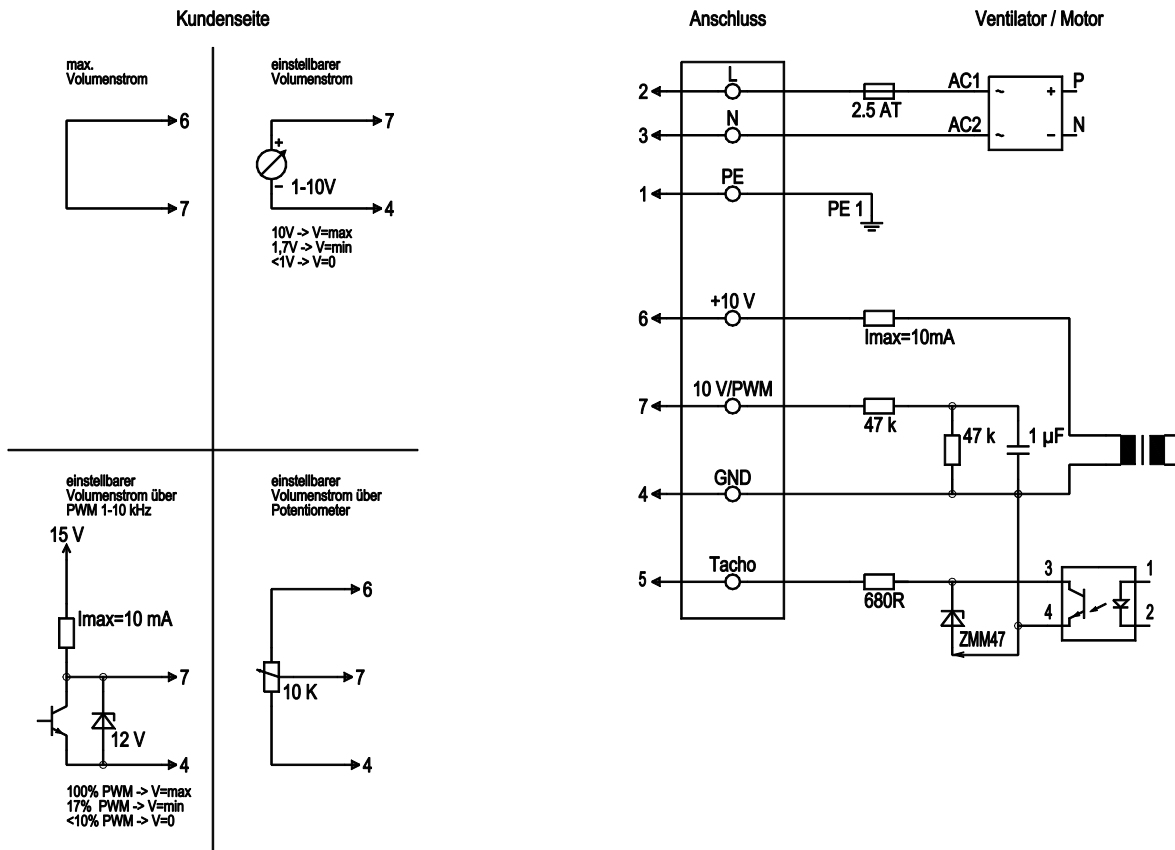 Kundenseite
Anschluss
Ventilator / Motor
max.
Volumenstrom
6
7
einstellbarer
Volumenstrom
7
+
− 1-10V
4
10V -> V=max
1,7V -> V=min
<1V -> V=0
einstellbarer
Volumenstrom über
PWM 1-10 kHz
15 V
Imax=10 mA
7
12 V
4
100% PWM -> V=max
17% PWM -> V=min
<10% PWM -> V=0
einstellbarer
Volumenstrom über
Potentiometer
6
7
10 K
4
2 L 2.5 AT AC1 ~ + P
3 N AC2 ~ − N
1 PE PE 1
6 +10 V Imax=10mA
7 10 V/PWM 47 k
47 k 1 µF
4 GND
5 Tacho 680R 3 1
4 2
ZMM47